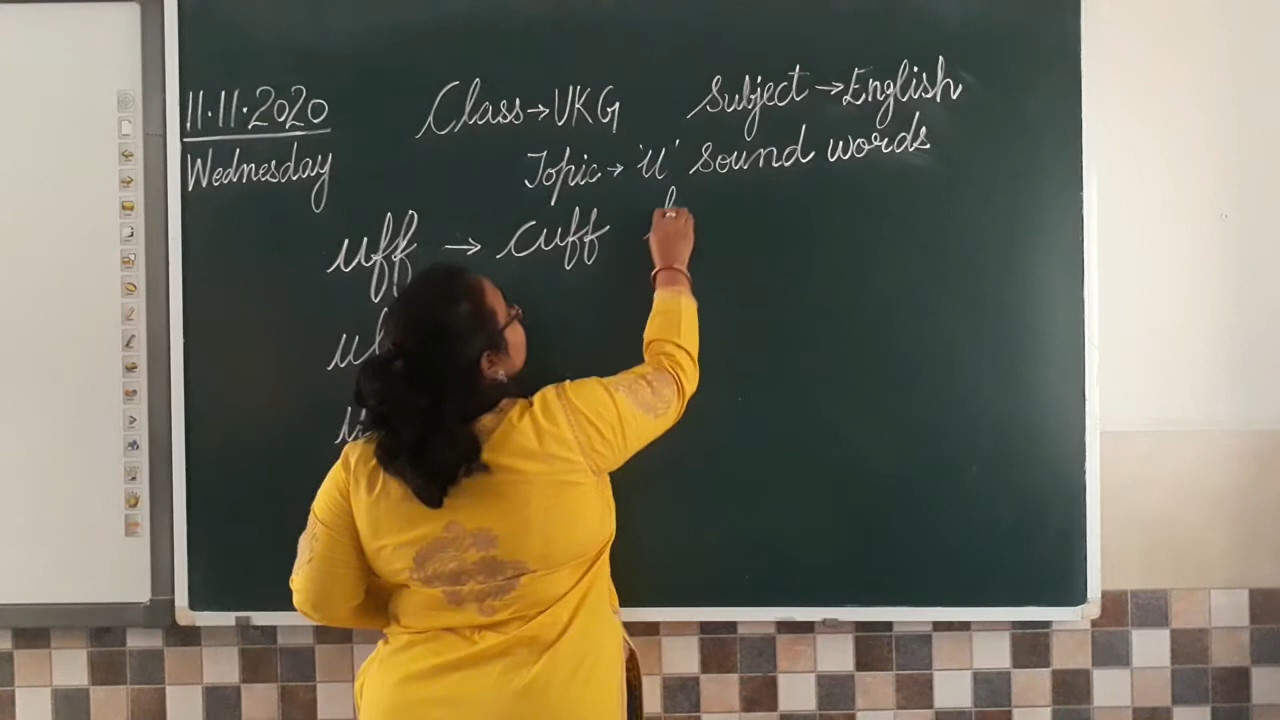 11.11.2020 Class→UKG Subject→English
Wednesday Topic→'u' sound words
uff → cuff